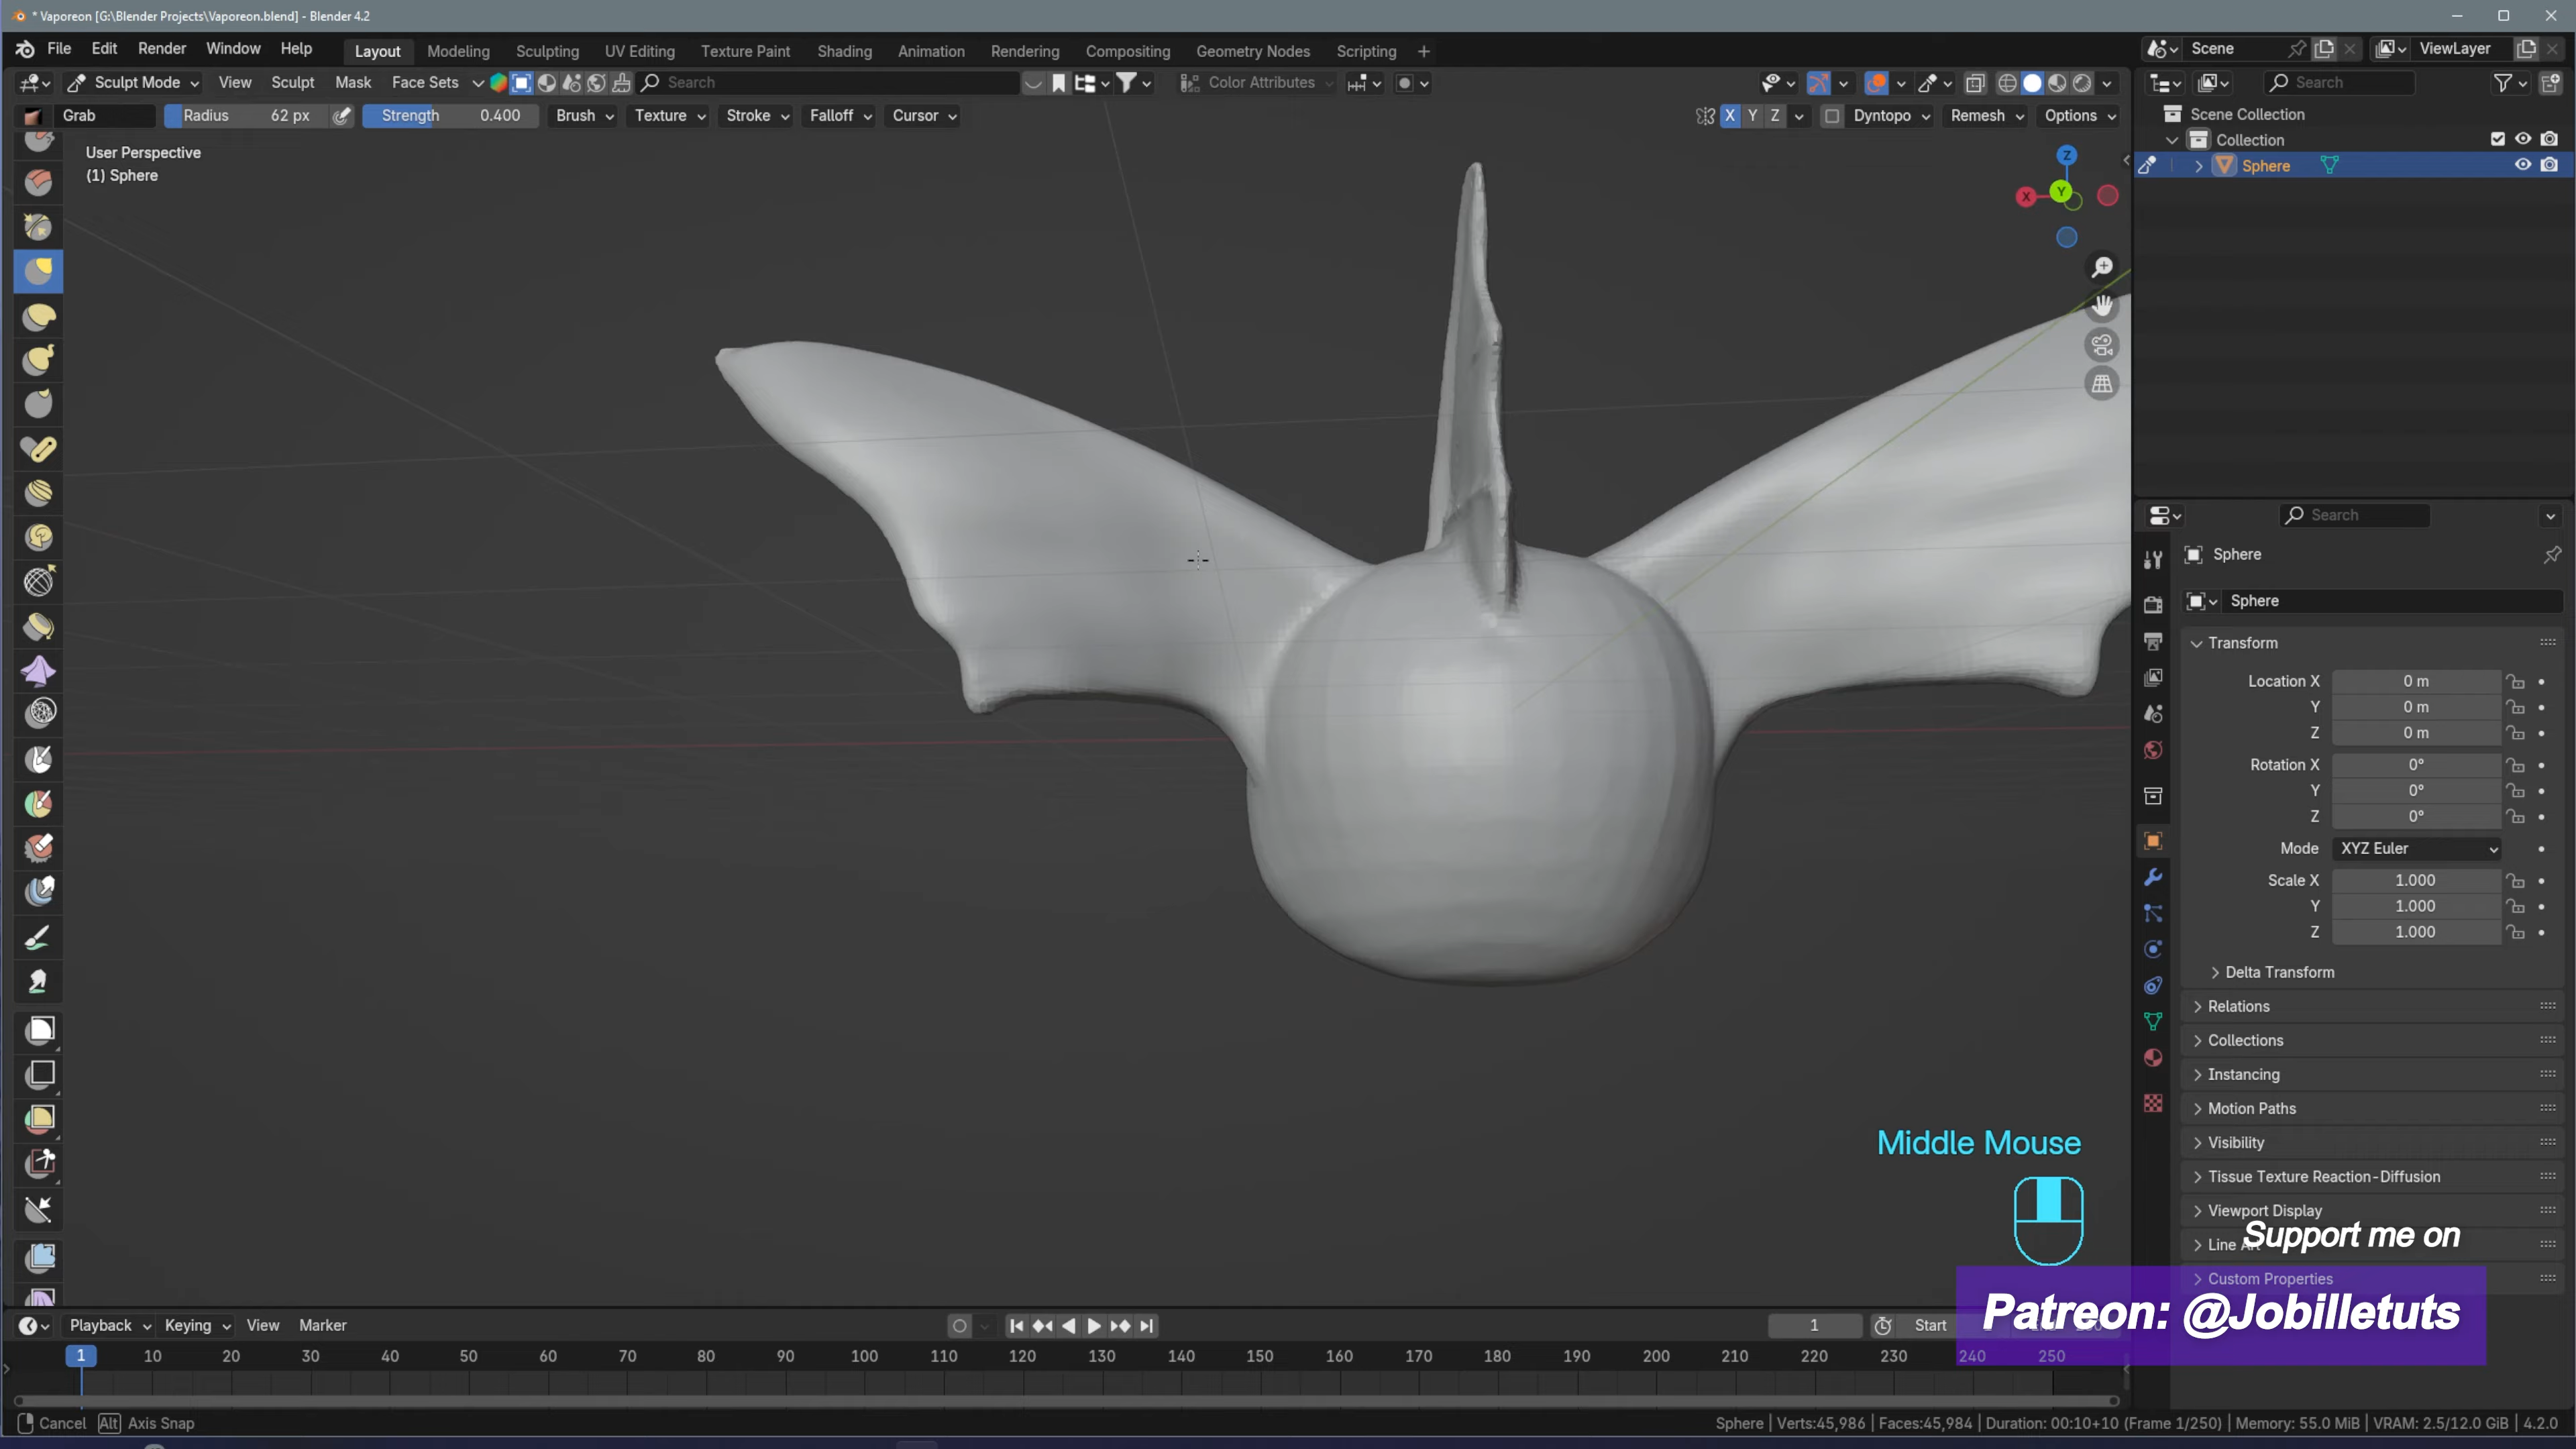 * Vaporeon [G:\Blender Projects\Vaporeon.blend] - Blender 4.2
File Edit Render Window Help Layout Modeling Sculpting UV Editing Texture Paint Shading Animation Rendering Compositing Geometry Nodes Scripting + Scene ViewLayer
Sculpt Mode View Sculpt Mask Face Sets Search Color Attributes Search
Grab Radius 62 px Strength 0.400 Brush Texture Stroke Falloff Cursor X Y Z Dyntopo Remesh Options
Scene Collection
Collection
Sphere
User Perspective
(1) Sphere
Z
X
Y
Search
Sphere
Sphere
Transform
Location X 0 m
Y 0 m
Z 0 m
Rotation X 0°
Y 0°
Z 0°
Mode XYZ Euler
Scale X 1.000
Y 1.000
Z 1.000
Delta Transform
Relations
Collections
Instancing
Motion Paths
Visibility
Tissue Texture Reaction-Diffusion
Viewport Display
Line
Custom Properties
Middle Mouse
Support me on
Patreon: @Jobilletuts
Playback Keying View Marker 1 Start
1 10 20 30 40 50 60 70 80 90 100 110 120 130 140 150 160 170 180 190 200 210 220 230 240 250
Cancel Alt Axis Snap
Sphere | Verts:45,986 | Faces:45,984 | Duration: 00:10+10 (Frame 1/250) | Memory: 55.0 MiB | VRAM: 2.5/12.0 GiB | 4.2.0